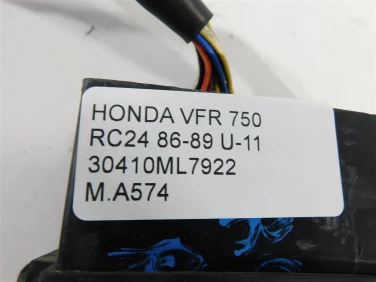 HONDA VFR 750
RC24 86-89 U-11
30410ML7922
M.A574